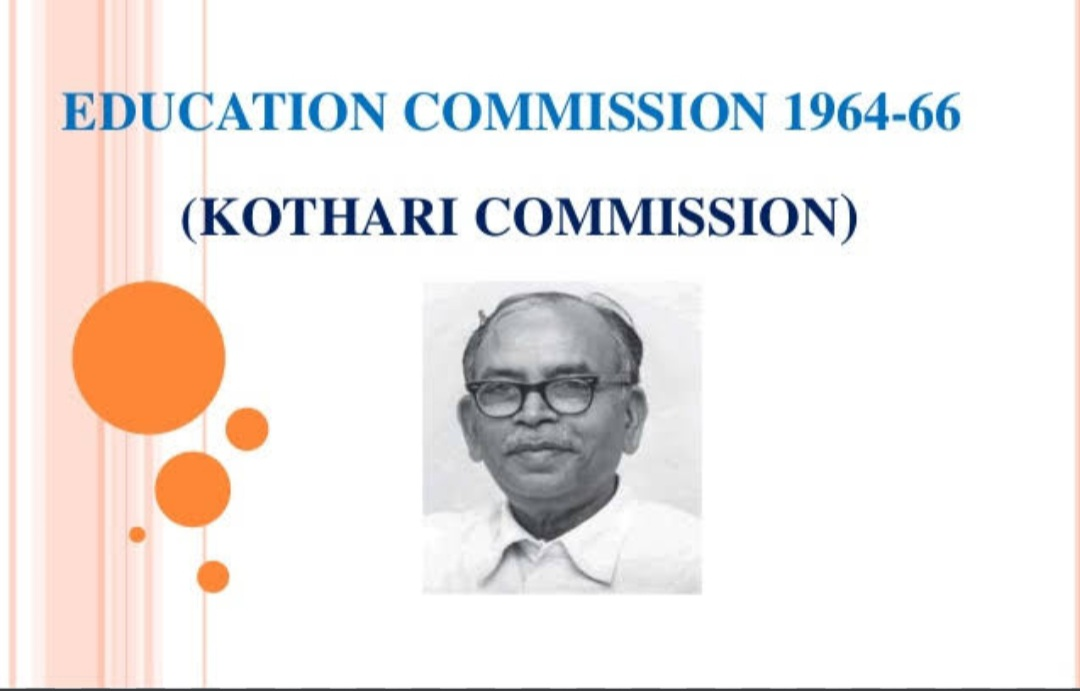 EDUCATION COMMISSION 1964-66
(KOTHARI COMMISSION)